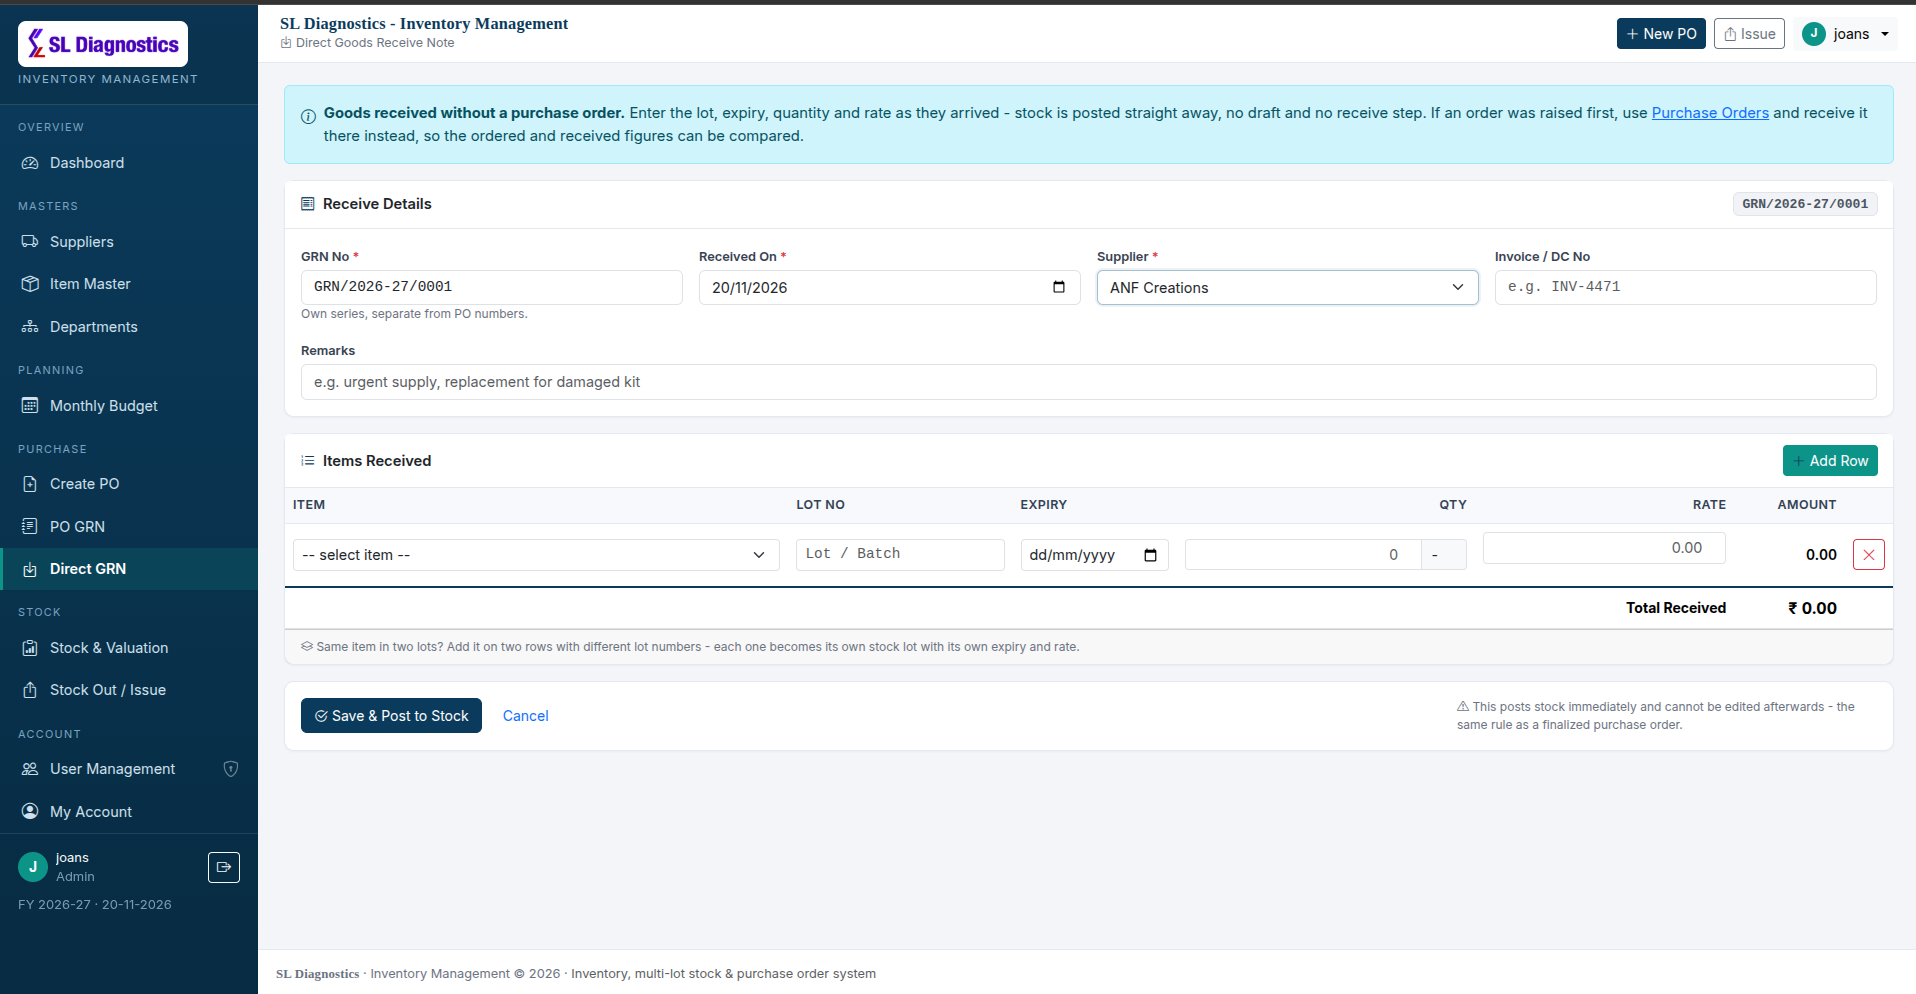 SL Diagnostics
INVENTORY MANAGEMENT
OVERVIEW
Dashboard
MASTERS
Suppliers
Item Master
Departments
PLANNING
Monthly Budget
PURCHASE
Create PO
PO GRN
Direct GRN
STOCK
Stock & Valuation
Stock Out / Issue
ACCOUNT
User Management
My Account
J
joans
Admin
FY 2026-27 · 20-11-2026
SL Diagnostics - Inventory Management
Direct Goods Receive Note
+ New PO
Issue
J joans
Goods received without a purchase order. Enter the lot, expiry, quantity and rate as they arrived - stock is posted straight away, no draft and no receive step. If an order was raised first, use Purchase Orders and receive it
there instead, so the ordered and received figures can be compared.
Receive Details
GRN/2026-27/0001
GRN No * Received On * Supplier * Invoice / DC No
GRN/2026-27/0001 20/11/2026 ANF Creations e.g. INV-4471
Own series, separate from PO numbers.
Remarks
e.g. urgent supply, replacement for damaged kit
Items Received
+ Add Row
ITEM LOT NO EXPIRY QTY RATE AMOUNT
-- select item -- Lot / Batch dd/mm/yyyy 0 - 0.00 0.00
Total Received ₹ 0.00
Same item in two lots? Add it on two rows with different lot numbers - each one becomes its own stock lot with its own expiry and rate.
Save & Post to Stock
Cancel
This posts stock immediately and cannot be edited afterwards - the
same rule as a finalized purchase order.
SL Diagnostics · Inventory Management © 2026 · Inventory, multi-lot stock & purchase order system